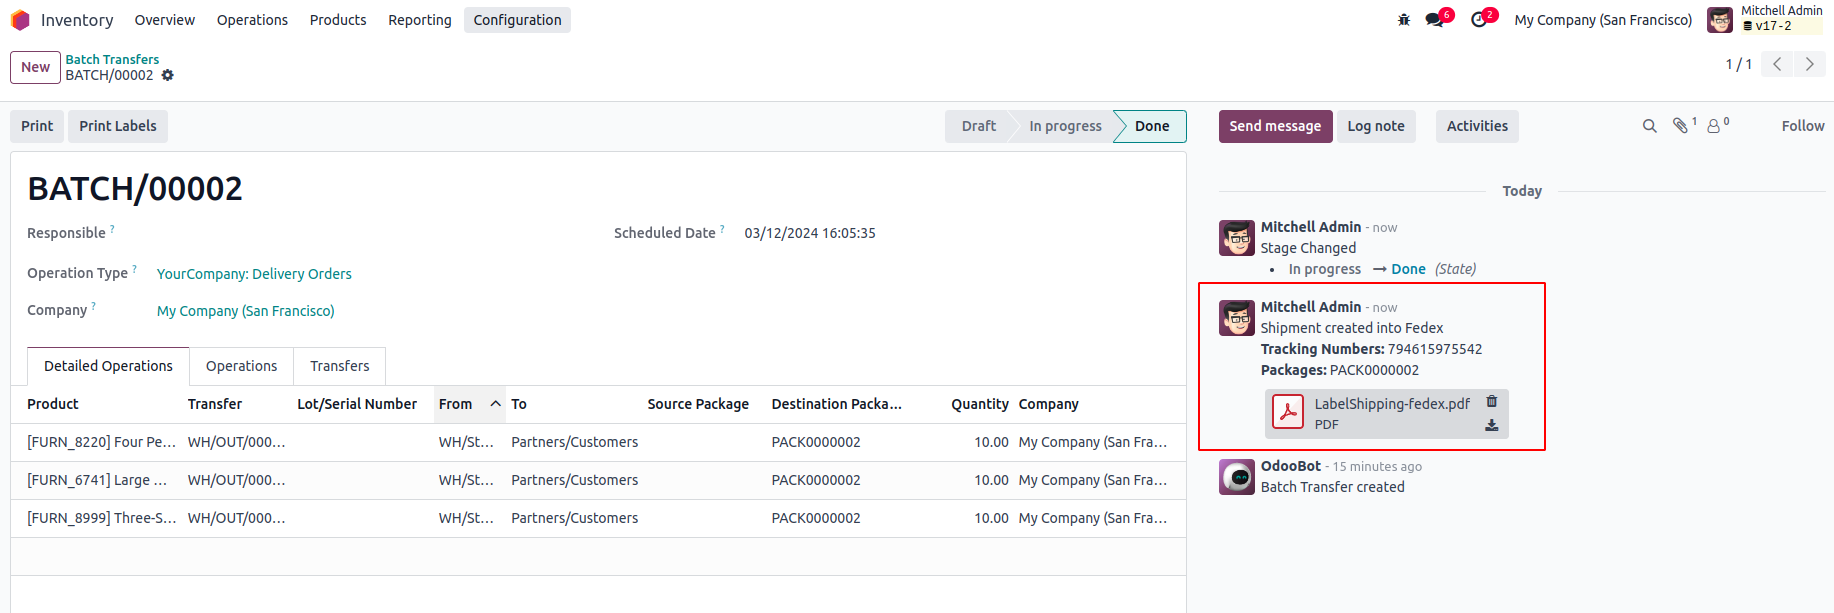 Inventory Overview Operations Products Reporting Configuration 6 2 My Company (San Francisco) Mitchell Admin
v17-2
New Batch Transfers
BATCH/00002 1 / 1
Print Print Labels Draft In progress Done Send message Log note Activities 1 0 Follow
BATCH/00002
Today
Responsible ? Scheduled Date ? 03/12/2024 16:05:35
Operation Type ? YourCompany: Delivery Orders
Company ? My Company (San Francisco)
Mitchell Admin - now
Stage Changed
• In progress → Done (State)
Mitchell Admin - now
Shipment created into Fedex
Tracking Numbers: 794615975542
Packages: PACK0000002
LabelShipping-fedex.pdf
PDF
OdooBot - 15 minutes ago
Batch Transfer created
Detailed Operations Operations Transfers
Product Transfer Lot/Serial Number From To Source Package Destination Packa... Quantity Company
[FURN_8220] Four Pe... WH/OUT/000... WH/St... Partners/Customers PACK0000002 10.00 My Company (San Fra...
[FURN_6741] Large ... WH/OUT/000... WH/St... Partners/Customers PACK0000002 10.00 My Company (San Fra...
[FURN_8999] Three-S... WH/OUT/000... WH/St... Partners/Customers PACK0000002 10.00 My Company (San Fra...